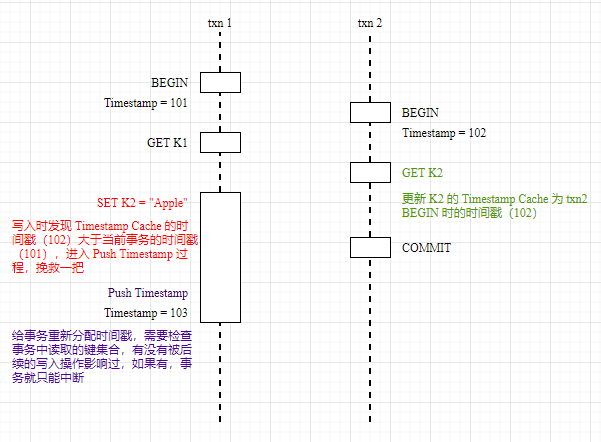 txn 1
txn 2
BEGIN
Timestamp = 101
BEGIN
Timestamp = 102
GET K1
GET K2
更新 K2 的 Timestamp Cache 为 txn2
BEGIN 时的时间戳（102）
SET K2 = "Apple"
写入时发现 Timestamp Cache 的时
间戳（102）大于当前事务的时间戳
（101），进入 Push Timestamp 过
程，挽救一把
COMMIT
Push Timestamp
Timestamp = 103
给事务重新分配时间戳，需要检查
事务中读取的键集合，有没有被后
续的写入操作影响过，如果有，事
务就只能中断